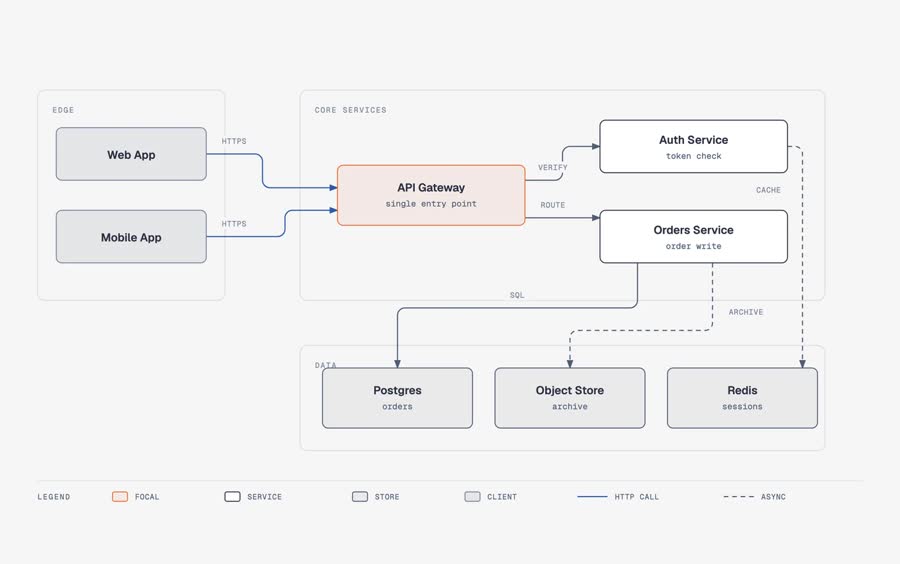 EDGE
Web App
Mobile App
HTTPS
HTTPS
CORE SERVICES
API Gateway
single entry point
VERIFY
ROUTE
Auth Service
token check
CACHE
Orders Service
order write
SQL
ARCHIVE
DATA
Postgres
orders
Object Store
archive
Redis
sessions
LEGEND
FOCAL
SERVICE
STORE
CLIENT
HTTP CALL
ASYNC